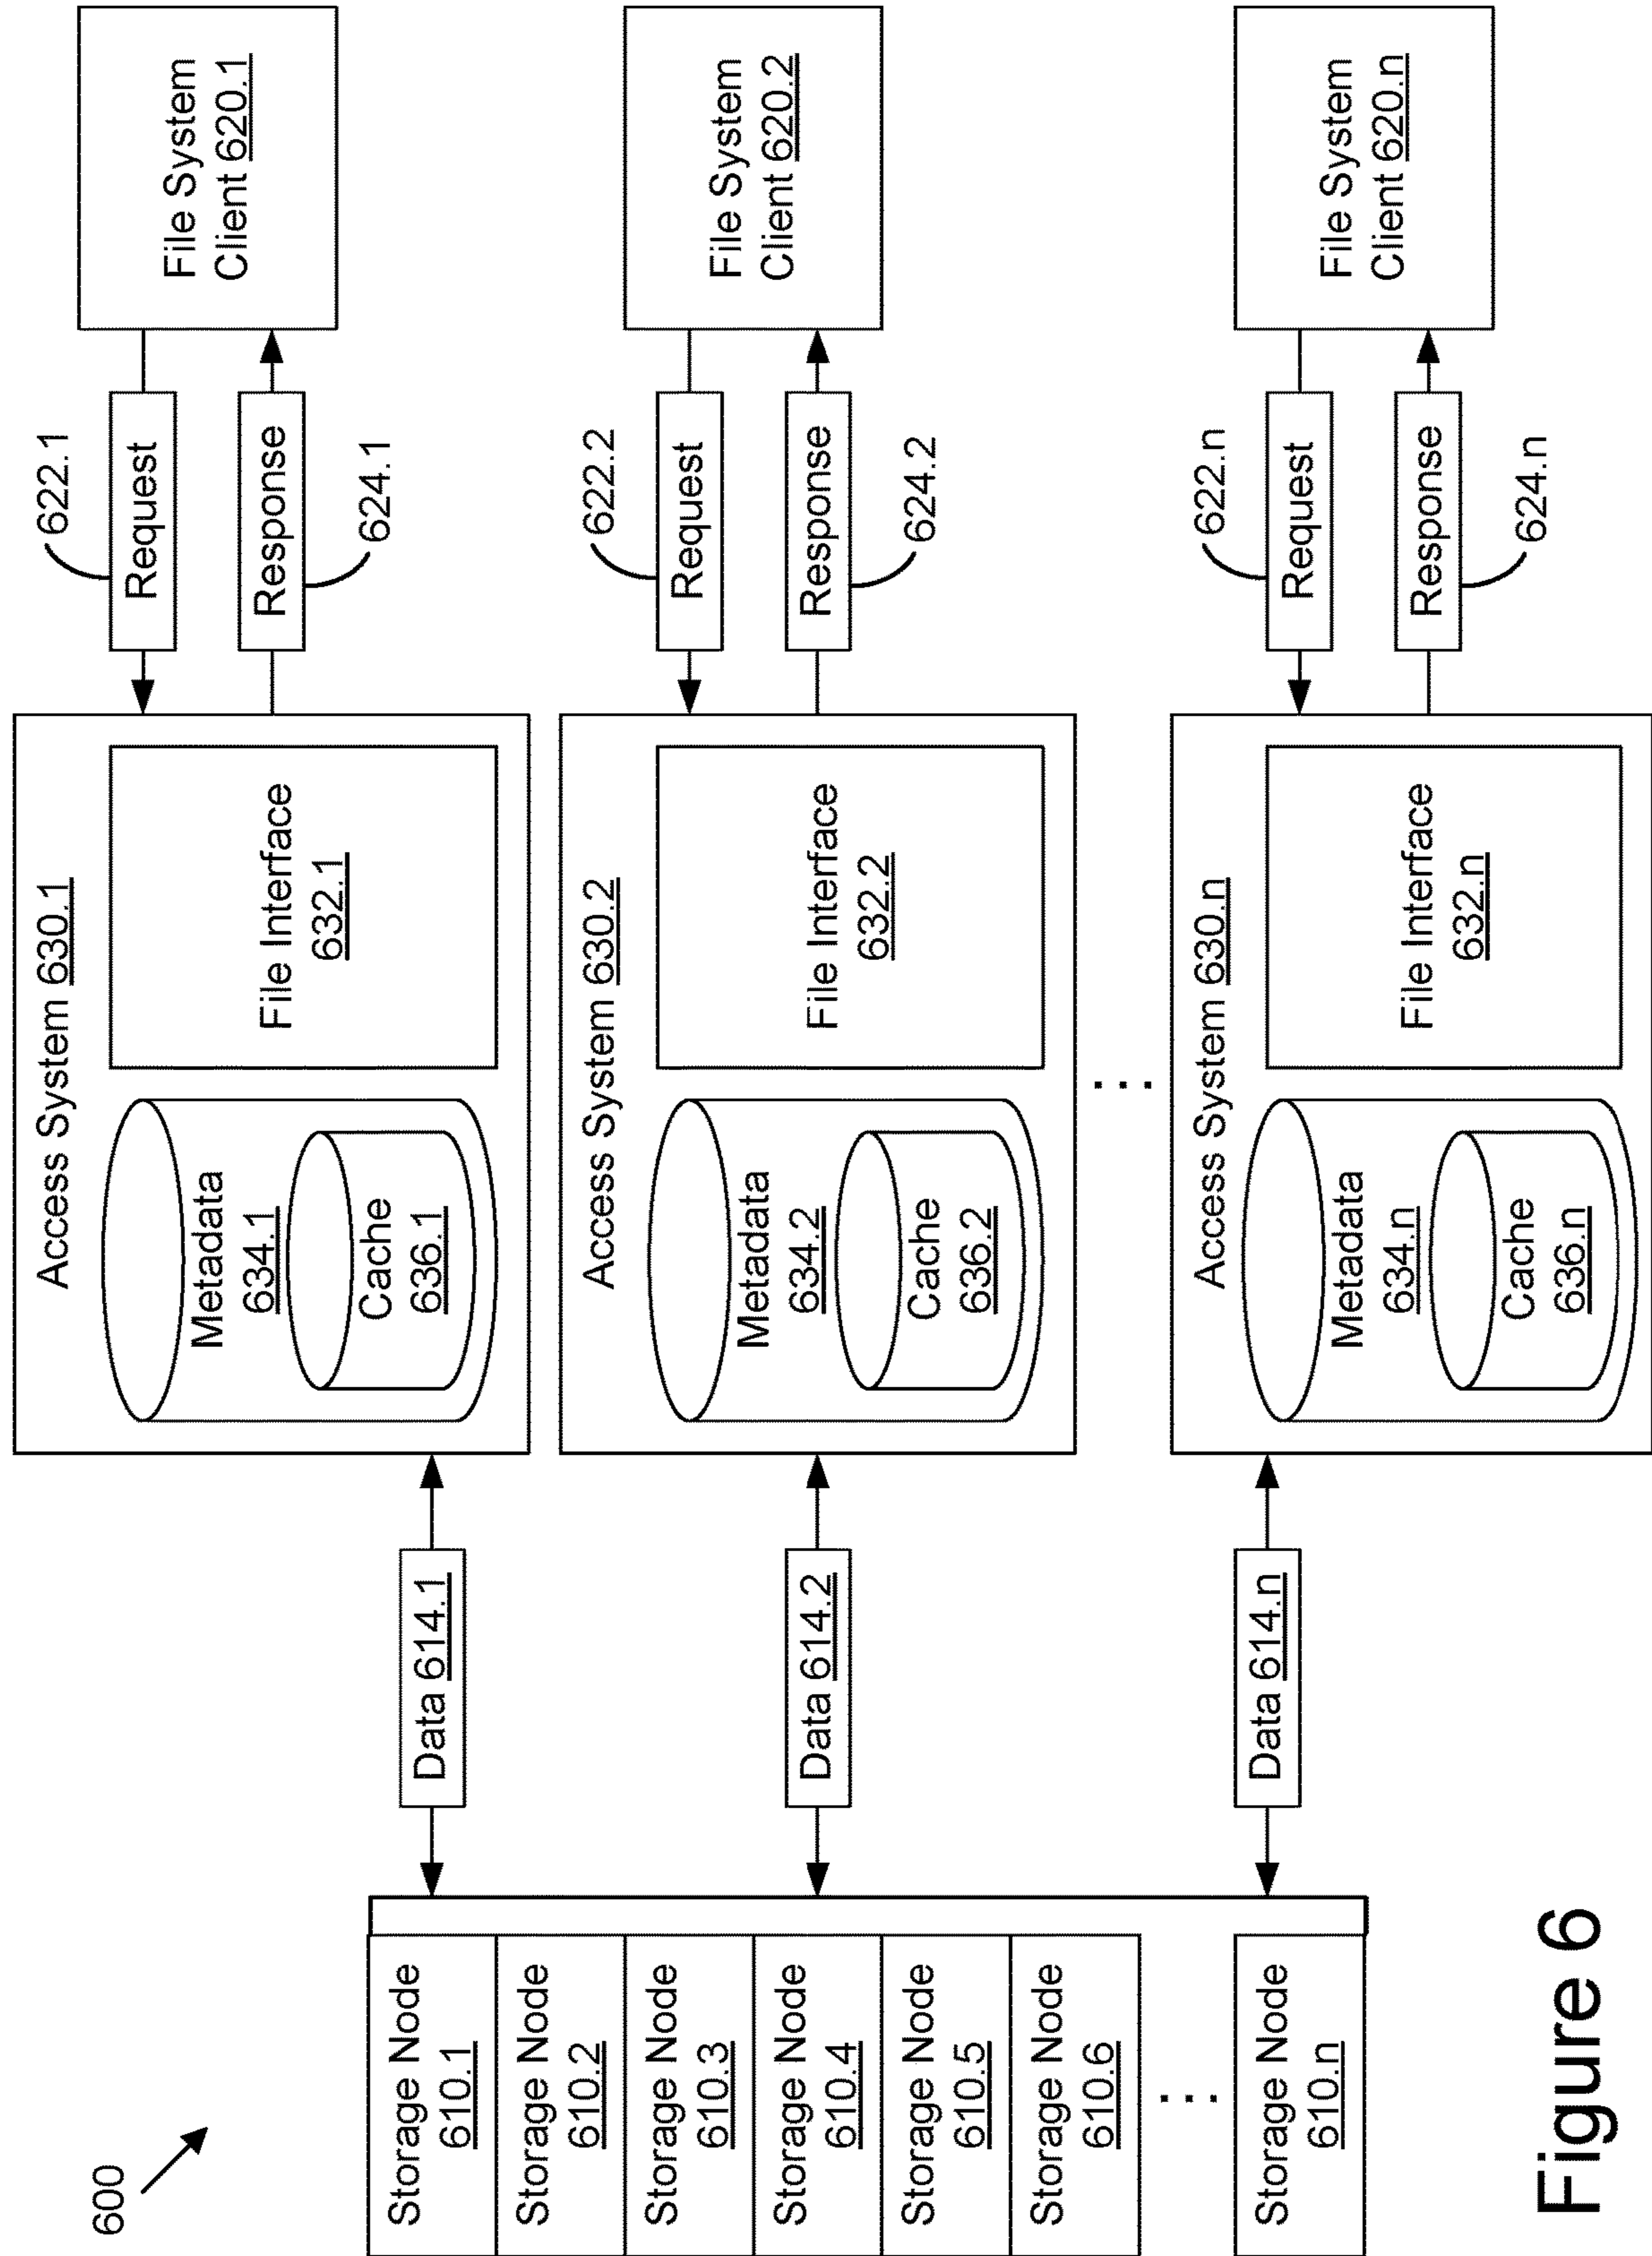 600
Storage Node
610.1
Storage Node
610.2
Storage Node
610.3
Storage Node
610.4
Storage Node
610.5
Storage Node
610.6
...
Storage Node
610.n
Data 614.1
Data 614.2
Data 614.n
Access System 630.1
Metadata
634.1
Cache
636.1
File Interface
632.1
Access System 630.2
Metadata
634.2
Cache
636.2
File Interface
632.2
...
Access System 630.n
Metadata
634.n
Cache
636.n
File Interface
632.n
622.1
Request
Response
624.1
622.2
Request
Response
624.2
622.n
Request
Response
624.n
File System
Client 620.1
File System
Client 620.2
File System
Client 620.n
Figure 6